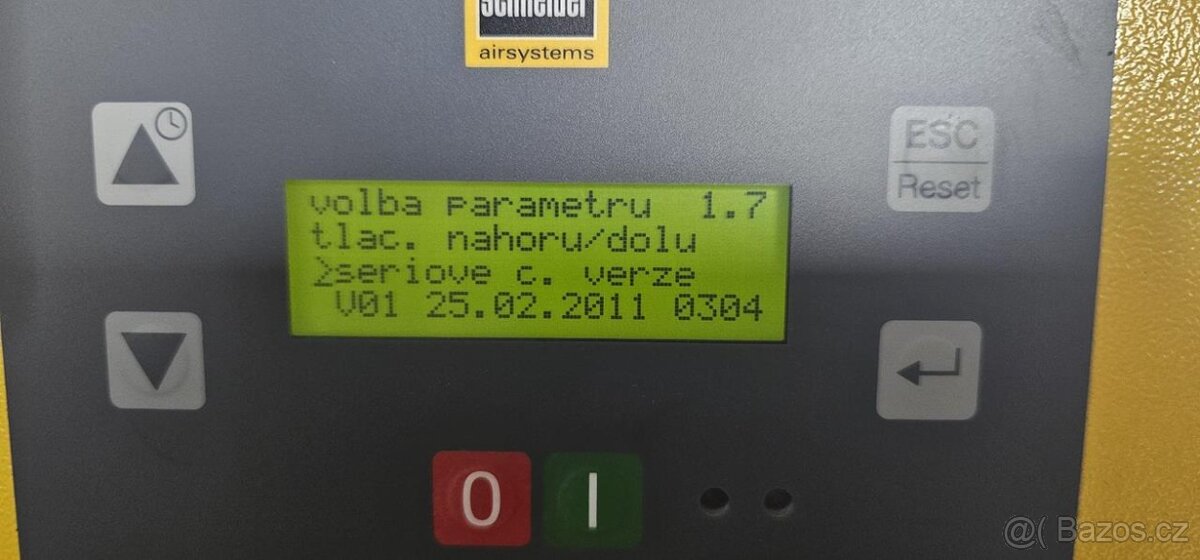 schneider
airsystems
ESC
Reset
volba parametru 1.7
tlac. nahoru/dolu
>seriove c. verze
V01 25.02.2011 0304
0 I
@( Bazos.cz